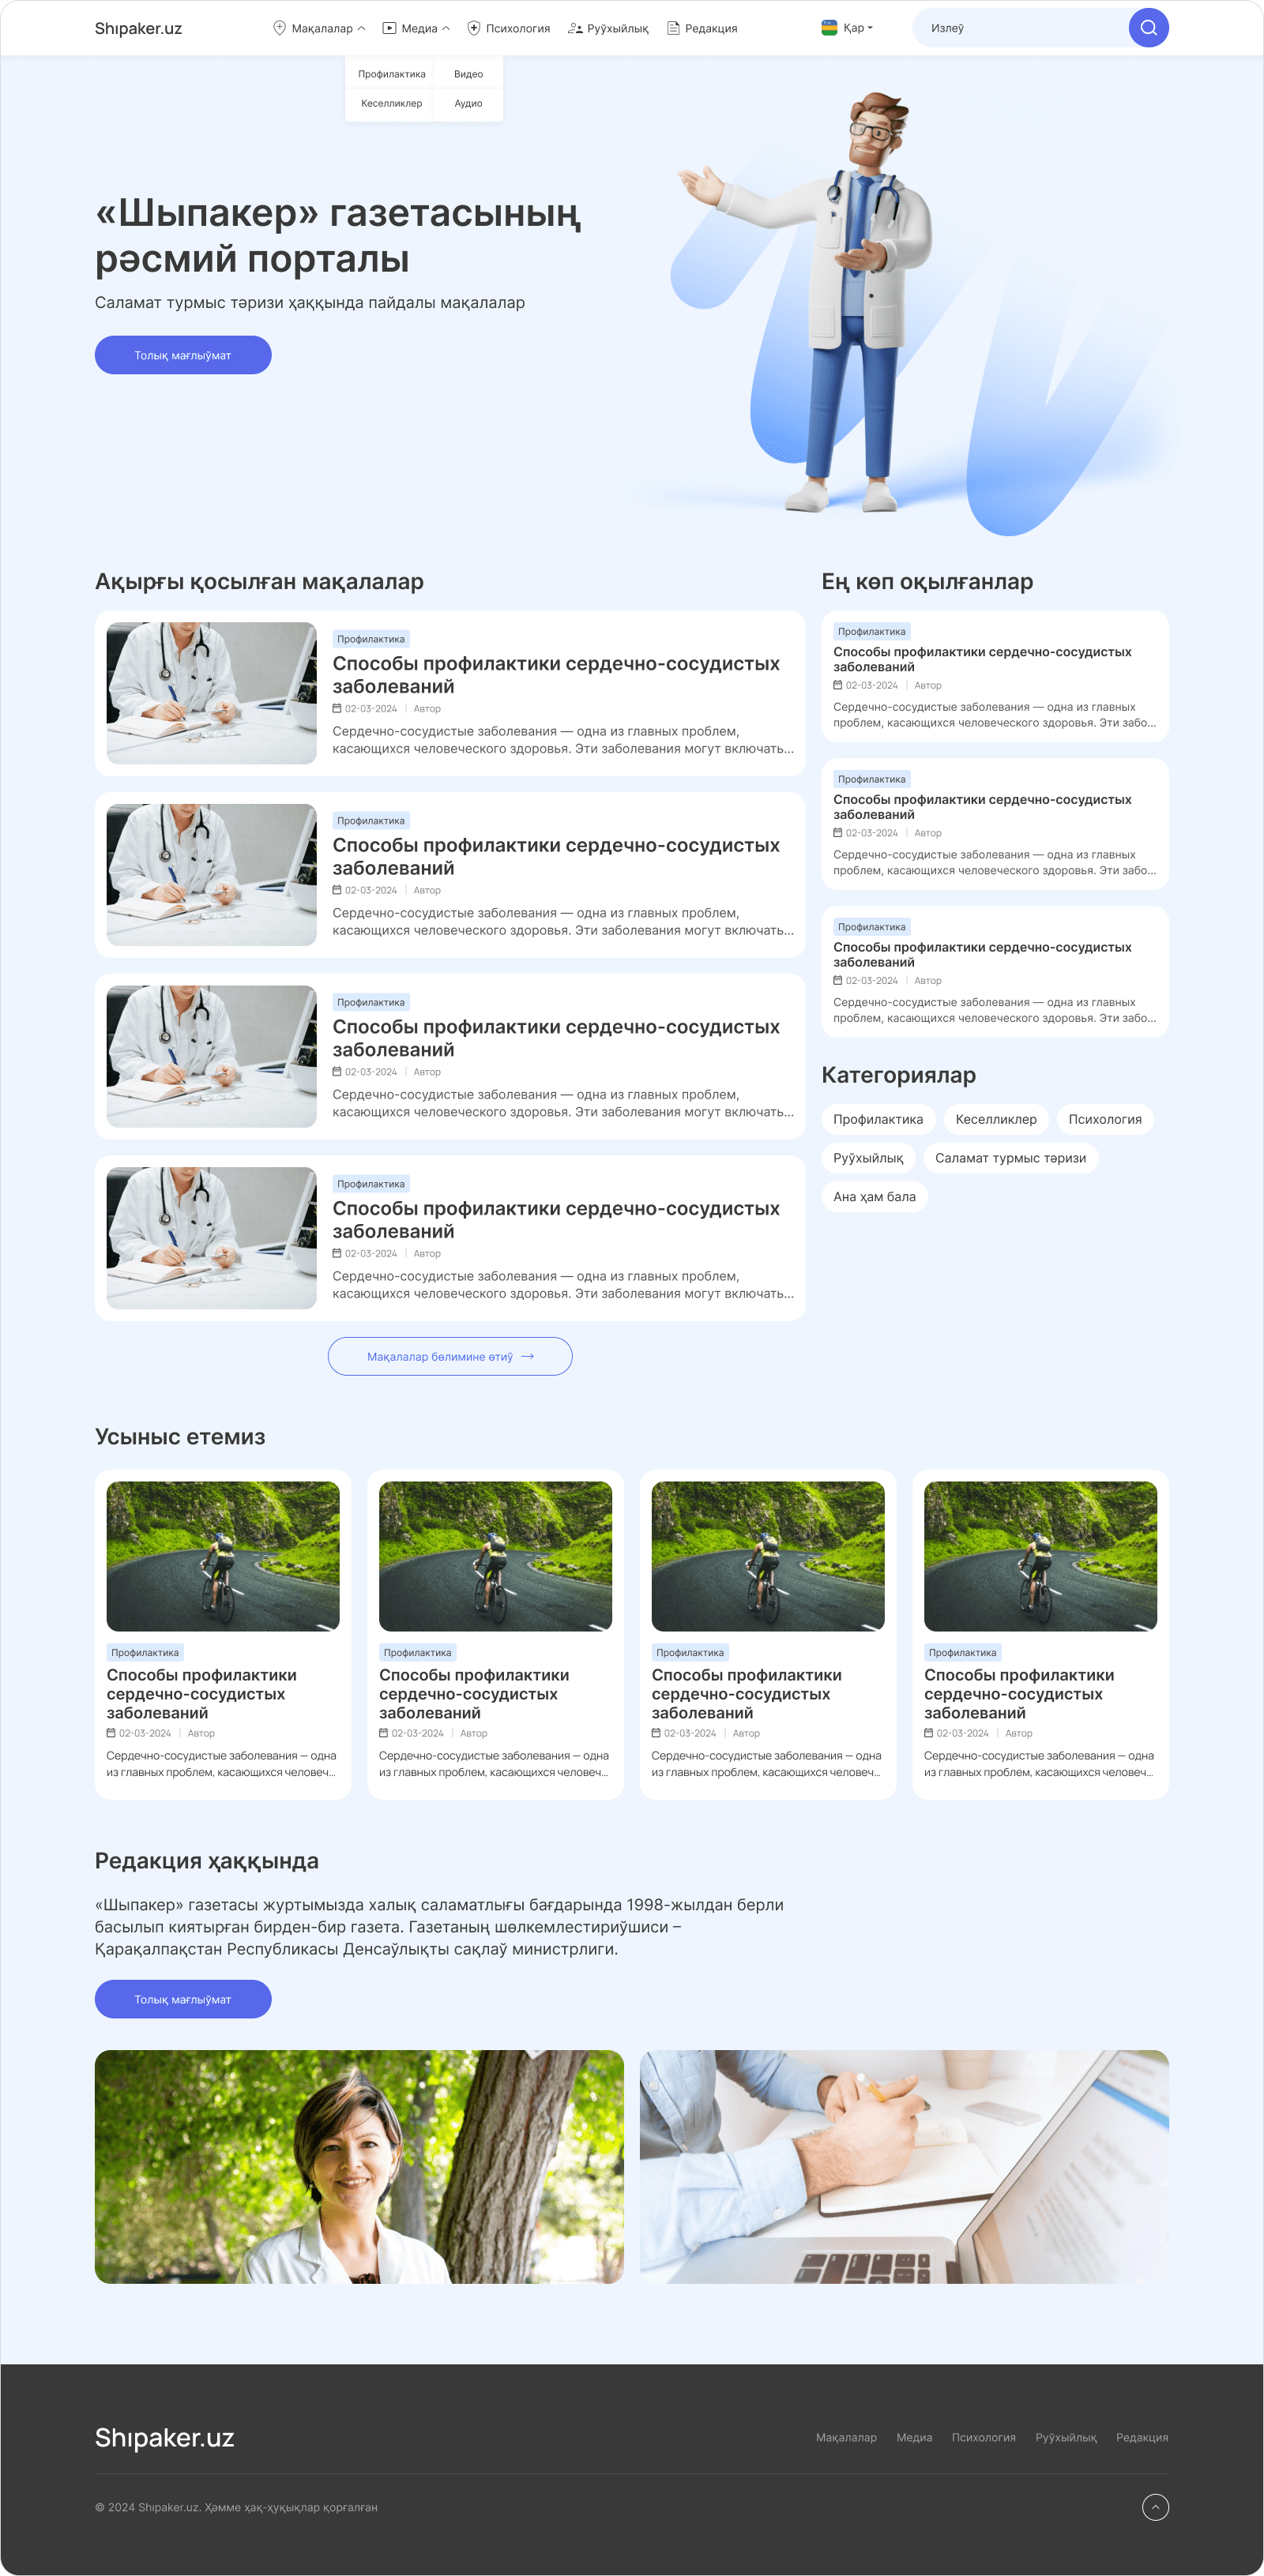 Shıpaker.uz
Мақалалар
Медиа
Психология
Руўхыйлық
Редакция
Қар
Излеў
Профилактика
Видео
Кеселликлер
Аудио
«Шыпакер» газетасының
рәсмий порталы
Саламат турмыс тәризи ҳаққында пайдалы мақалалар
Толық мағлыўмат
Ақырғы қосылған мақалалар
Профилактика
Способы профилактики сердечно-сосудистых
заболеваний
02-03-2024 | Автор
Сердечно-сосудистые заболевания — одна из главных проблем,
касающихся человеческого здоровья. Эти заболевания могут включать...
Профилактика
Способы профилактики сердечно-сосудистых
заболеваний
02-03-2024 | Автор
Сердечно-сосудистые заболевания — одна из главных проблем,
касающихся человеческого здоровья. Эти заболевания могут включать...
Профилактика
Способы профилактики сердечно-сосудистых
заболеваний
02-03-2024 | Автор
Сердечно-сосудистые заболевания — одна из главных проблем,
касающихся человеческого здоровья. Эти заболевания могут включать...
Профилактика
Способы профилактики сердечно-сосудистых
заболеваний
02-03-2024 | Автор
Сердечно-сосудистые заболевания — одна из главных проблем,
касающихся человеческого здоровья. Эти заболевания могут включать...
Мақалалар бөлимине өтиў
Ең көп оқылғанлар
Профилактика
Способы профилактики сердечно-сосудистых
заболеваний
02-03-2024 | Автор
Сердечно-сосудистые заболевания — одна из главных
проблем, касающихся человеческого здоровья. Эти забо...
Профилактика
Способы профилактики сердечно-сосудистых
заболеваний
02-03-2024 | Автор
Сердечно-сосудистые заболевания — одна из главных
проблем, касающихся человеческого здоровья. Эти забо...
Профилактика
Способы профилактики сердечно-сосудистых
заболеваний
02-03-2024 | Автор
Сердечно-сосудистые заболевания — одна из главных
проблем, касающихся человеческого здоровья. Эти забо...
Категориялар
Профилактика
Кеселликлер
Психология
Руўхыйлық
Саламат турмыс тәризи
Ана ҳам бала
Усыныс етемиз
Профилактика
Способы профилактики
сердечно-сосудистых
заболеваний
02-03-2024 | Автор
Сердечно-сосудистые заболевания — одна
из главных проблем, касающихся человеч...
Профилактика
Способы профилактики
сердечно-сосудистых
заболеваний
02-03-2024 | Автор
Сердечно-сосудистые заболевания — одна
из главных проблем, касающихся человеч...
Профилактика
Способы профилактики
сердечно-сосудистых
заболеваний
02-03-2024 | Автор
Сердечно-сосудистые заболевания — одна
из главных проблем, касающихся человеч...
Профилактика
Способы профилактики
сердечно-сосудистых
заболеваний
02-03-2024 | Автор
Сердечно-сосудистые заболевания — одна
из главных проблем, касающихся человеч...
Редакция ҳаққында
«Шыпакер» газетасы журтымызда халық саламатлығы бағдарында 1998-жылдан берли
басылып киятырған бирден-бир газета. Газетаның шөлкемлестириўшиси –
Қарақалпақстан Республикасы Денсаўлықты сақлаў министрлиги.
Толық мағлыўмат
Shıpaker.uz
Мақалалар
Медиа
Психология
Руўхыйлық
Редакция
© 2024 Shıpaker.uz. Ҳәмме ҳақ-ҳуқықлар қорғалған